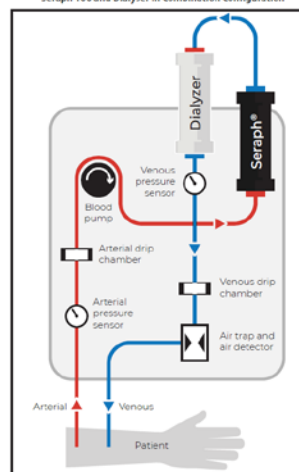 Seraph 100 and Dialyzer in Combination Configuration
Dialyzer
Seraph®
Venous
pressure
sensor
Blood
pump
Arterial drip
chamber
Venous drip
chamber
Arterial
pressure
sensor
Air trap and
air detector
Arterial
Venous
Patient